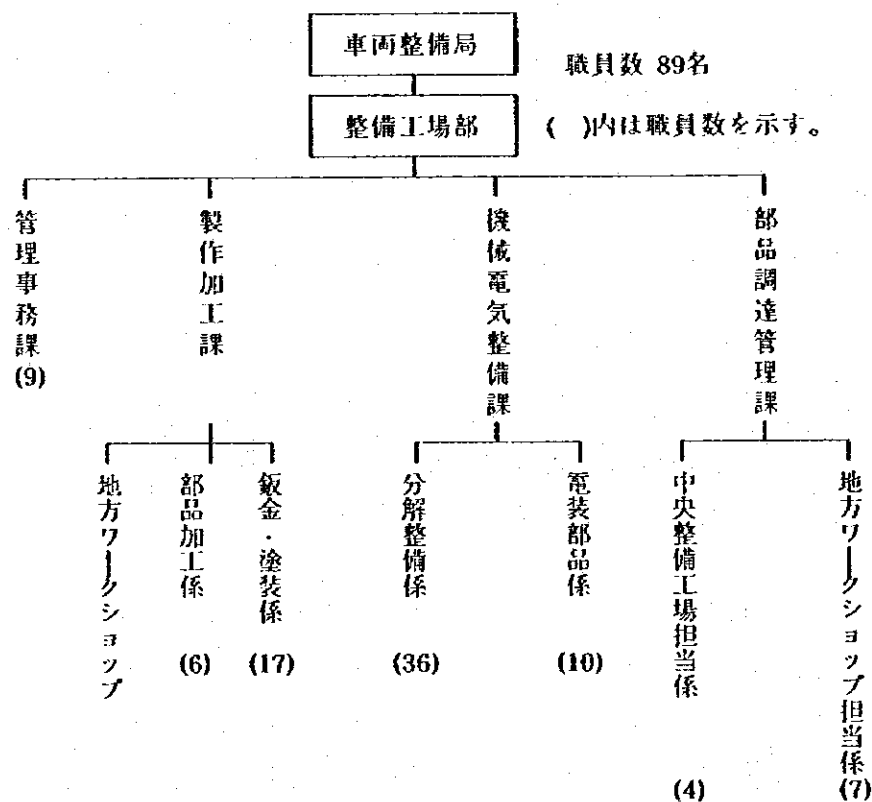 車両整備局
職員数 89名
整備工場部
( )内は職員数を示す。
管理事務課
(9)
製作加工課
機械電気整備課
部品調達管理課
地方ワークショップ
部品加工係
(6)
鈑金・塗装係
(17)
分解整備係
(36)
電装部品係
(10)
中央整備工場担当係
(4)
地方ワークショップ担当係
(7)